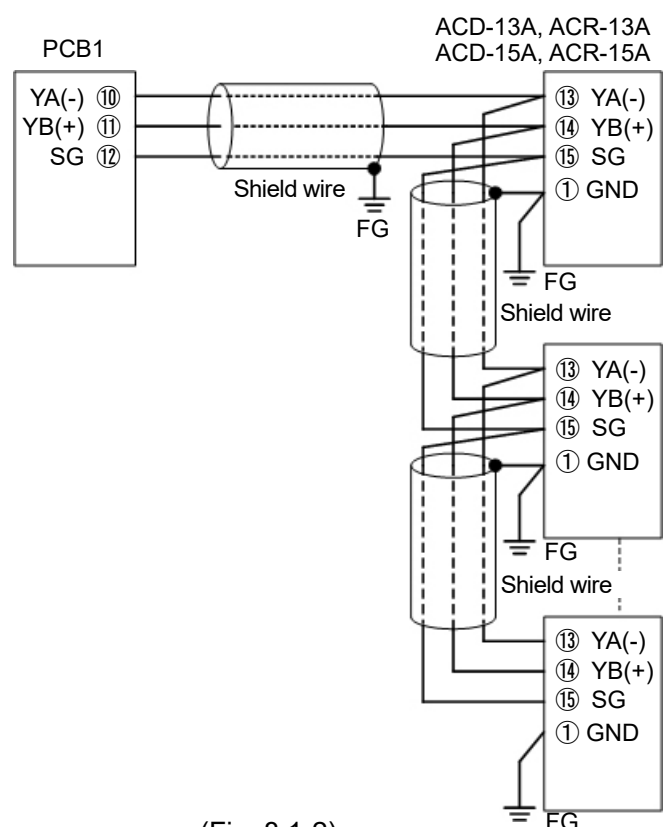 ACD-13A, ACR-13A
ACD-15A, ACR-15A
PCB1
YA(-) ⑩
YB(+) ⑪
SG ⑫
Shield wire
FG
⑬ YA(-)
⑭ YB(+)
⑮ SG
① GND
FG
Shield wire
⑬ YA(-)
⑭ YB(+)
⑮ SG
① GND
FG
Shield wire
⑬ YA(-)
⑭ YB(+)
⑮ SG
① GND
FG